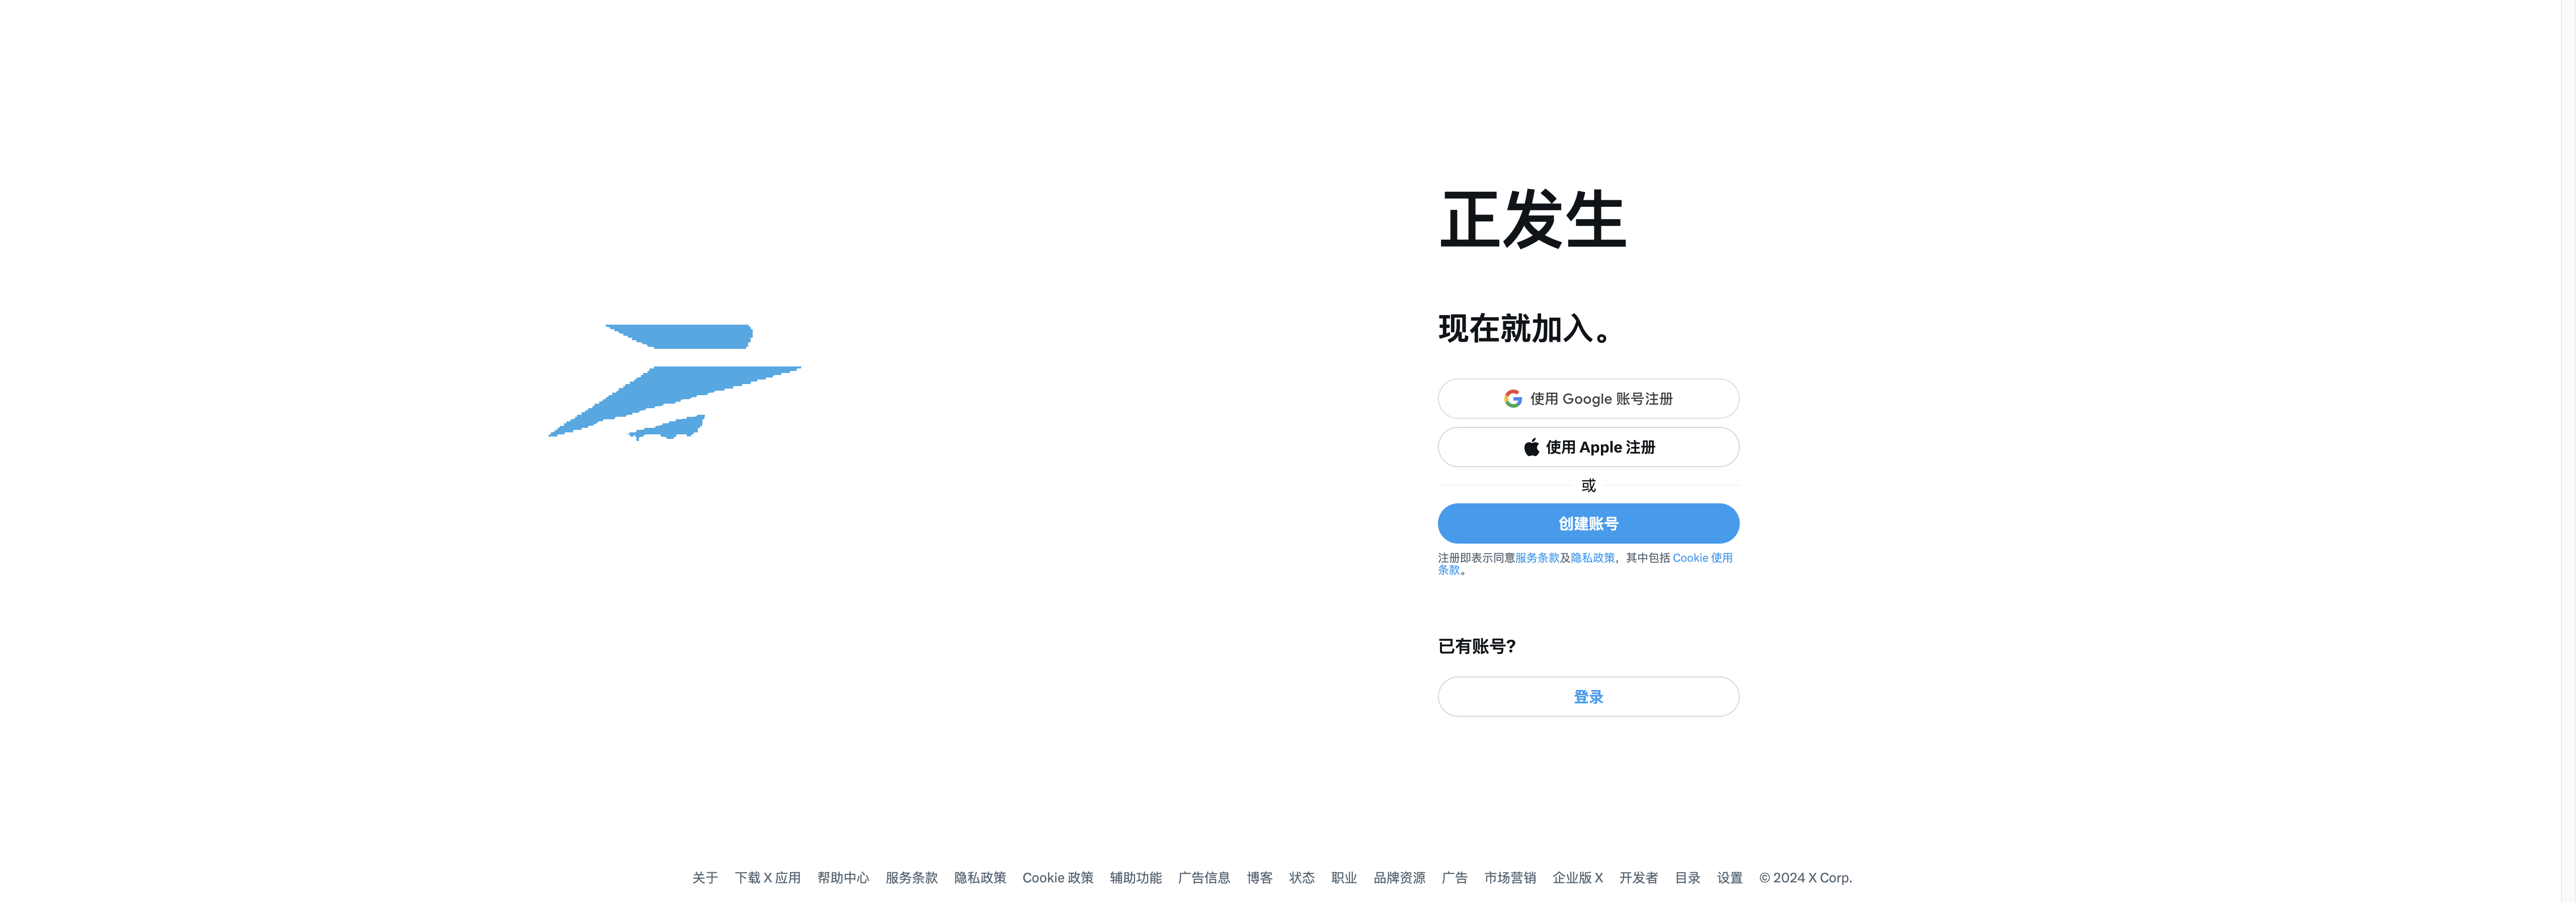 正发生
现在就加入。
使用 Google 账号注册
使用 Apple 注册
或
创建账号
注册即表示同意服务条款及隐私政策，其中包括 Cookie 使用
条款。
已有账号?
登录
关于 下载 X 应用 帮助中心 服务条款 隐私政策 Cookie 政策 辅助功能 广告信息 博客 状态 职业 品牌资源 广告 市场营销 企业版 X 开发者 目录 设置 © 2024 X Corp.